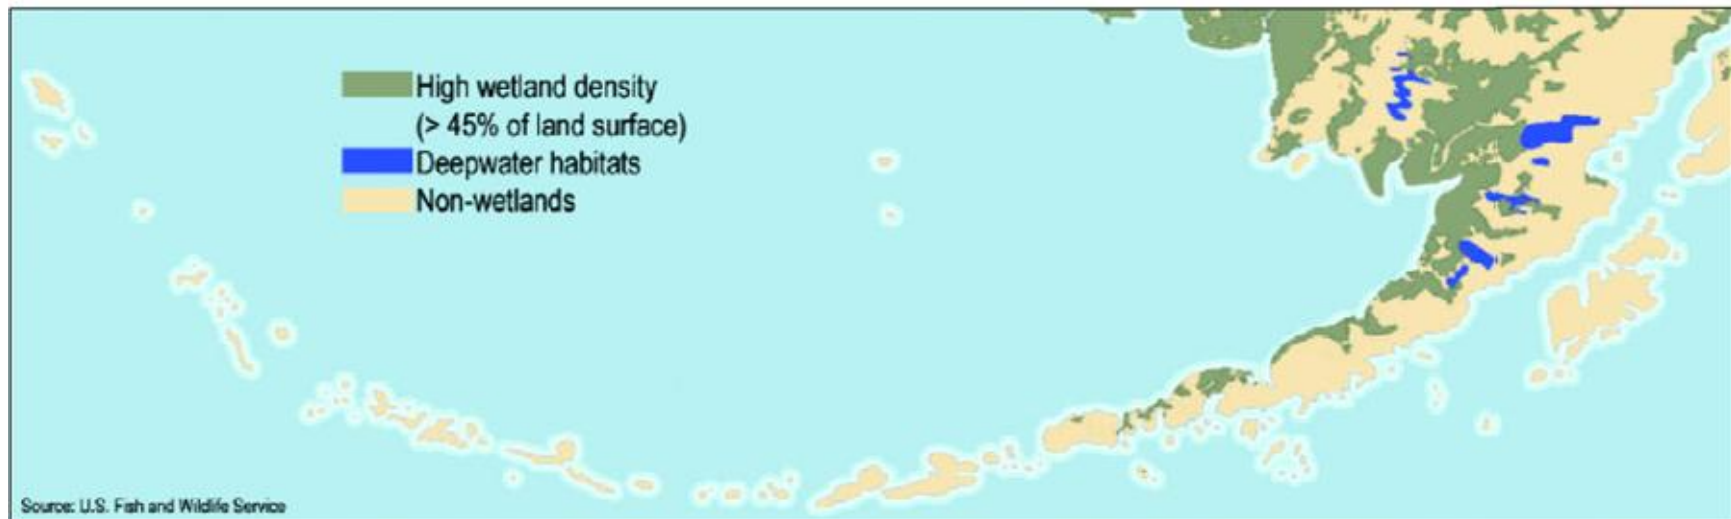 High wetland density
(> 45% of land surface)
Deepwater habitats
Non-wetlands
Source: U.S. Fish and Wildlife Service